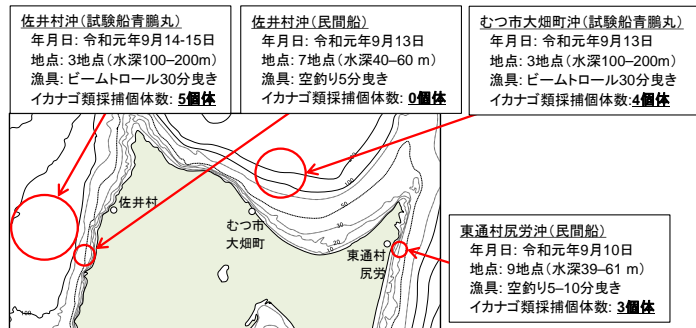 佐井村沖(試験船青鵬丸)
年月日: 令和元年9月14-15日
地点: 3地点(水深100–200m)
漁具: ビームトロール30分曳き
イカナゴ類採捕個体数: 5個体
佐井村沖(民間船)
年月日: 令和元年9月13日
地点: 7地点(水深40–60 m)
漁具: 空釣り5分曳き
イカナゴ類採捕個体数: 0個体
むつ市大畑町沖(試験船青鵬丸)
年月日: 令和元年9月13日
地点: 3地点(水深100–200m)
漁具: ビームトロール30分曳き
イカナゴ類採捕個体数:4個体
佐井村
むつ市
大畑町
東通村
尻労
100
50
30
20
10
100
東通村尻労沖(民間船)
年月日: 令和元年9月10日
地点: 9地点(水深39–61 m)
漁具: 空釣り5–10分曳き
イカナゴ類採捕個体数: 3個体